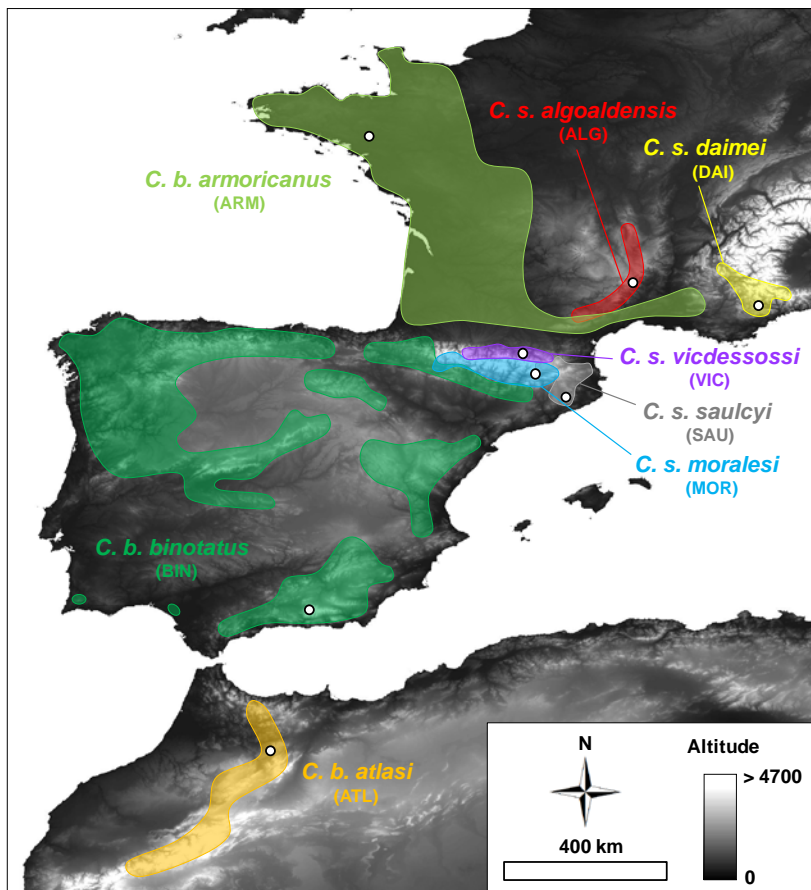 C. s. algoaldensis
(ALG)
C. s. daimei
(DAI)
C. b. armoricanus
(ARM)
C. s. vicdessossi
(VIC)
C. s. saulcyi
(SAU)
C. s. moralesi
(MOR)
C. b. binotatus
(BIN)
C. b. atlasi
(ATL)
N
400 km
Altitude
> 4700
0